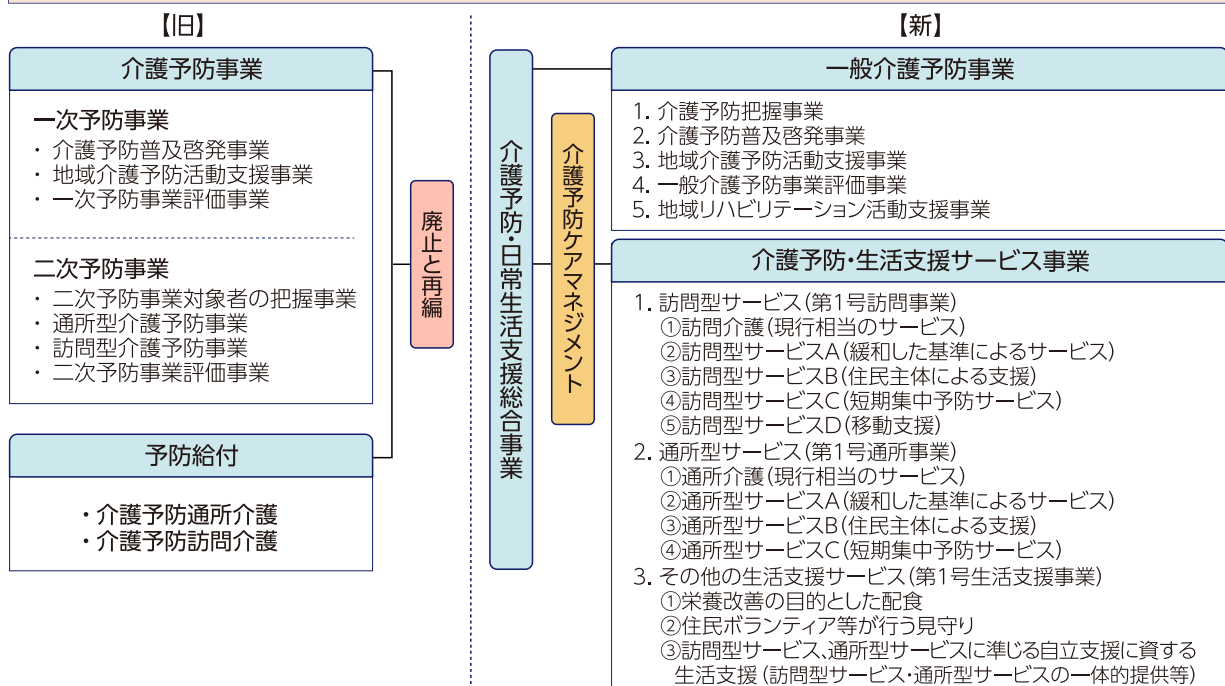 【旧】
介護予防事業
一次予防事業
・ 介護予防普及啓発事業
・ 地域介護予防活動支援事業
・ 一次予防事業評価事業
二次予防事業
・ 二次予防事業対象者の把握事業
・ 通所型介護予防事業
・ 訪問型介護予防事業
・ 二次予防事業評価事業
予防給付
・介護予防通所介護
・介護予防訪問介護
廃止と再編
【新】
介護予防・日常生活支援総合事業
介護予防ケアマネジメント
一般介護予防事業
1. 介護予防把握事業
2. 介護予防普及啓発事業
3. 地域介護予防活動支援事業
4. 一般介護予防事業評価事業
5. 地域リハビリテーション活動支援事業
介護予防・生活支援サービス事業
1. 訪問型サービス(第1号訪問事業)
①訪問介護(現行相当のサービス)
②訪問型サービスA(緩和した基準によるサービス)
③訪問型サービスB(住民主体による支援)
④訪問型サービスC(短期集中予防サービス)
⑤訪問型サービスD(移動支援)
2. 通所型サービス(第1号通所事業)
①通所介護(現行相当のサービス)
②通所型サービスA(緩和した基準によるサービス)
③通所型サービスB(住民主体による支援)
④通所型サービスC(短期集中予防サービス)
3. その他の生活支援サービス(第1号生活支援事業)
①栄養改善の目的とした配食
②住民ボランティア等が行う見守り
③訪問型サービス、通所型サービスに準じる自立支援に資する
生活支援(訪問型サービス・通所型サービスの一体的提供等)